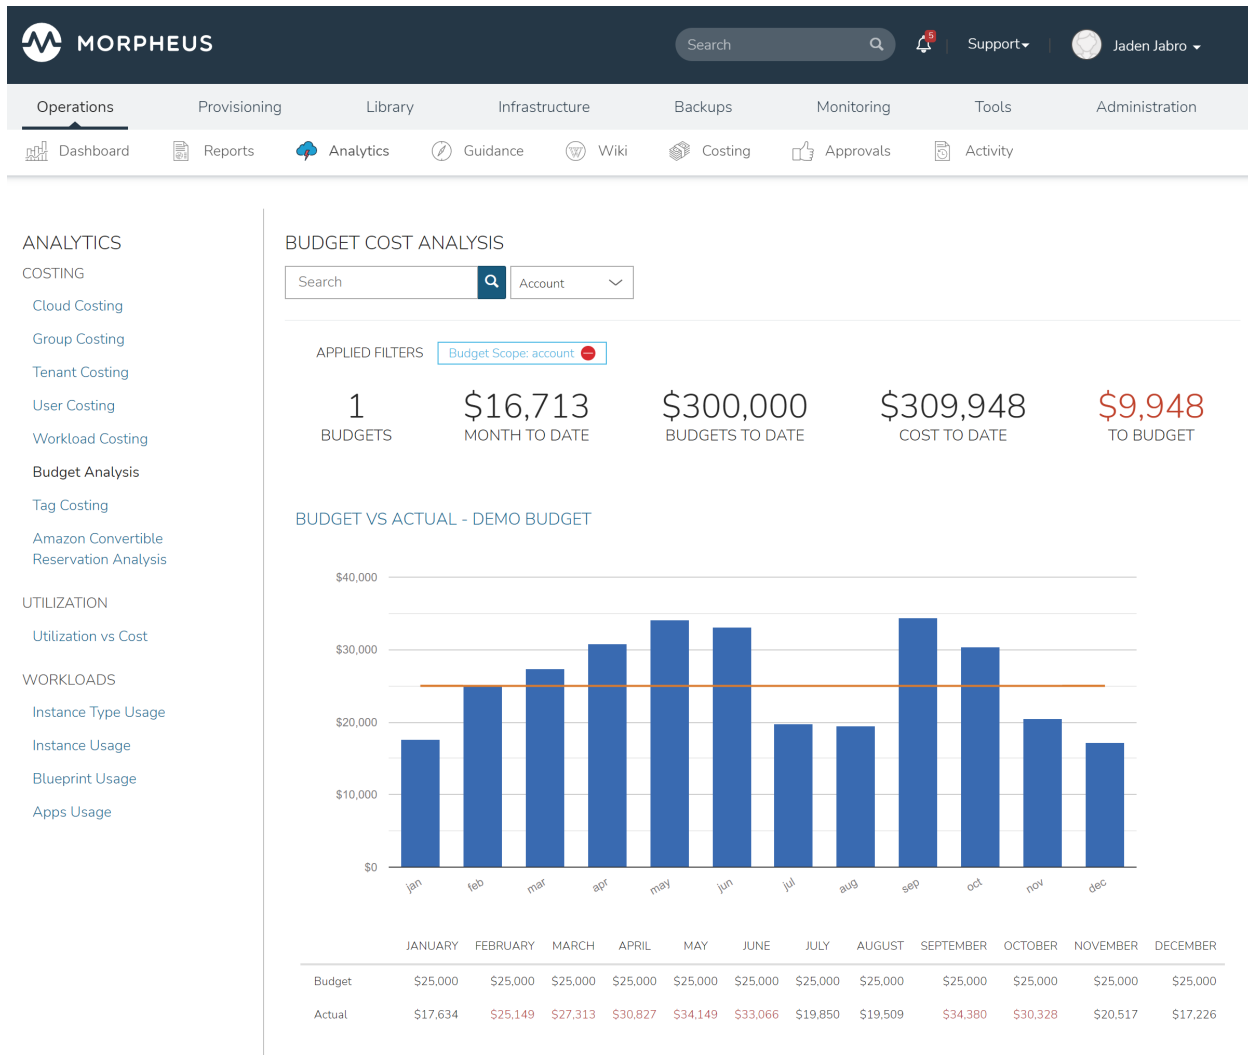 MORPHEUS
Search
5
Support
Jaden Jabro
Operations Provisioning Library Infrastructure Backups Monitoring Tools Administration
Dashboard Reports Analytics Guidance Wiki Costing Approvals Activity
ANALYTICS
COSTING
Cloud Costing
Group Costing
Tenant Costing
User Costing
Workload Costing
Budget Analysis
Tag Costing
Amazon Convertible
Reservation Analysis
UTILIZATION
Utilization vs Cost
WORKLOADS
Instance Type Usage
Instance Usage
Blueprint Usage
Apps Usage
BUDGET COST ANALYSIS
Search
Account
APPLIED FILTERS Budget Scope: account
1 $16,713 $300,000 $309,948 $9,948
BUDGETS MONTH TO DATE BUDGETS TO DATE COST TO DATE TO BUDGET
BUDGET VS ACTUAL - DEMO BUDGET
$40,000
$30,000
$20,000
$10,000
$0
jan feb mar apr may jun jul aug sep oct nov dec
JANUARY FEBRUARY MARCH APRIL MAY JUNE JULY AUGUST SEPTEMBER OCTOBER NOVEMBER DECEMBER
Budget $25,000 $25,000 $25,000 $25,000 $25,000 $25,000 $25,000 $25,000 $25,000 $25,000 $25,000 $25,000
Actual $17,634 $25,149 $27,313 $30,827 $34,149 $33,066 $19,850 $19,509 $34,380 $30,328 $20,517 $17,226